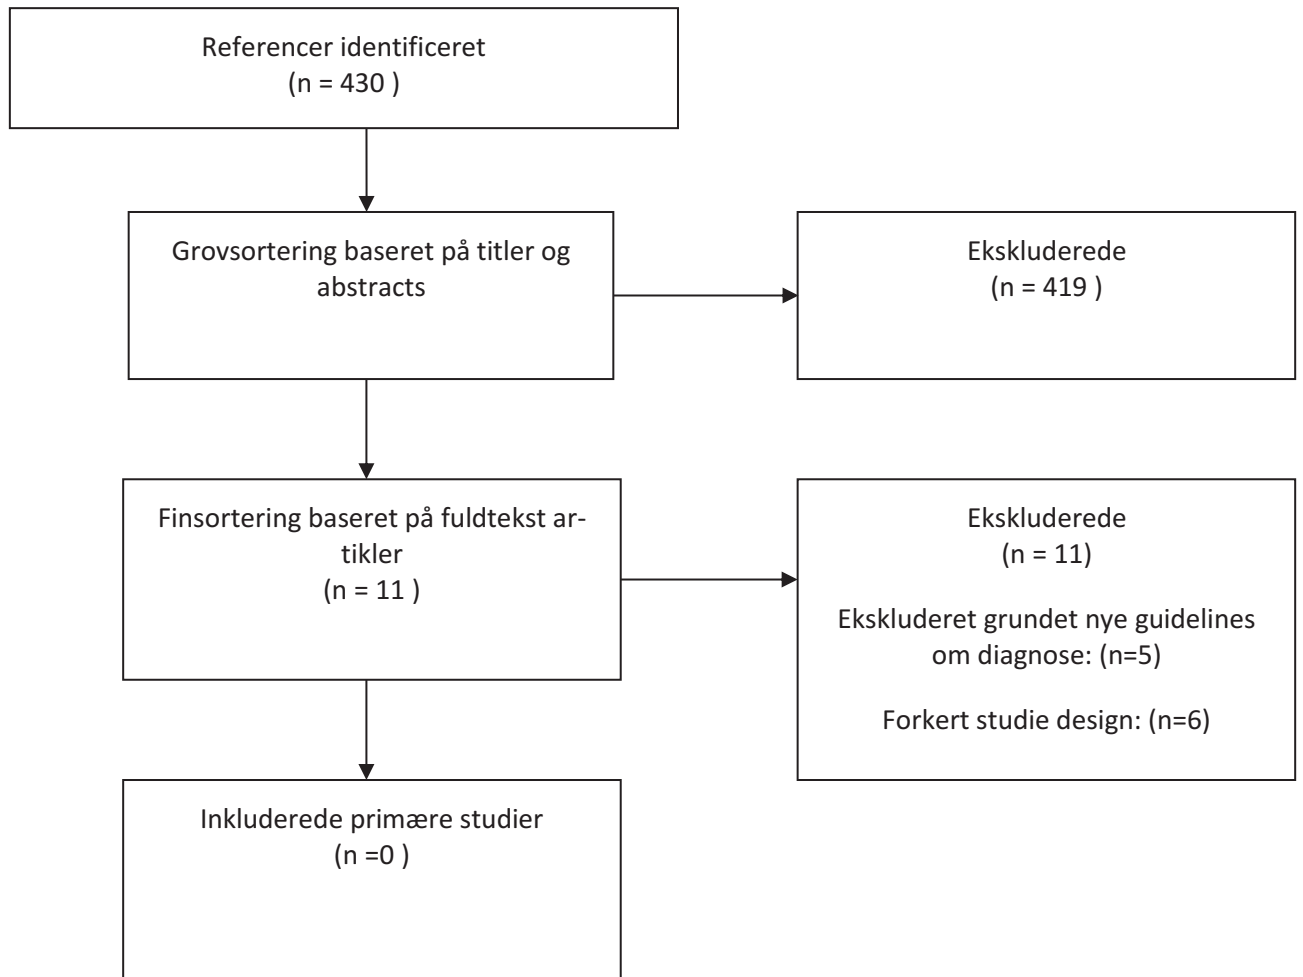 Referencer identificeret
(n = 430 )
Grovsortering baseret på titler og
abstracts
Ekskluderede
(n = 419 )
Finsortering baseret på fuldtekst ar-
tikler
(n = 11 )
Ekskluderede
(n = 11)
Ekskluderet grundet nye guidelines
om diagnose: (n=5)
Forkert studie design: (n=6)
Inkluderede primære studier
(n =0 )